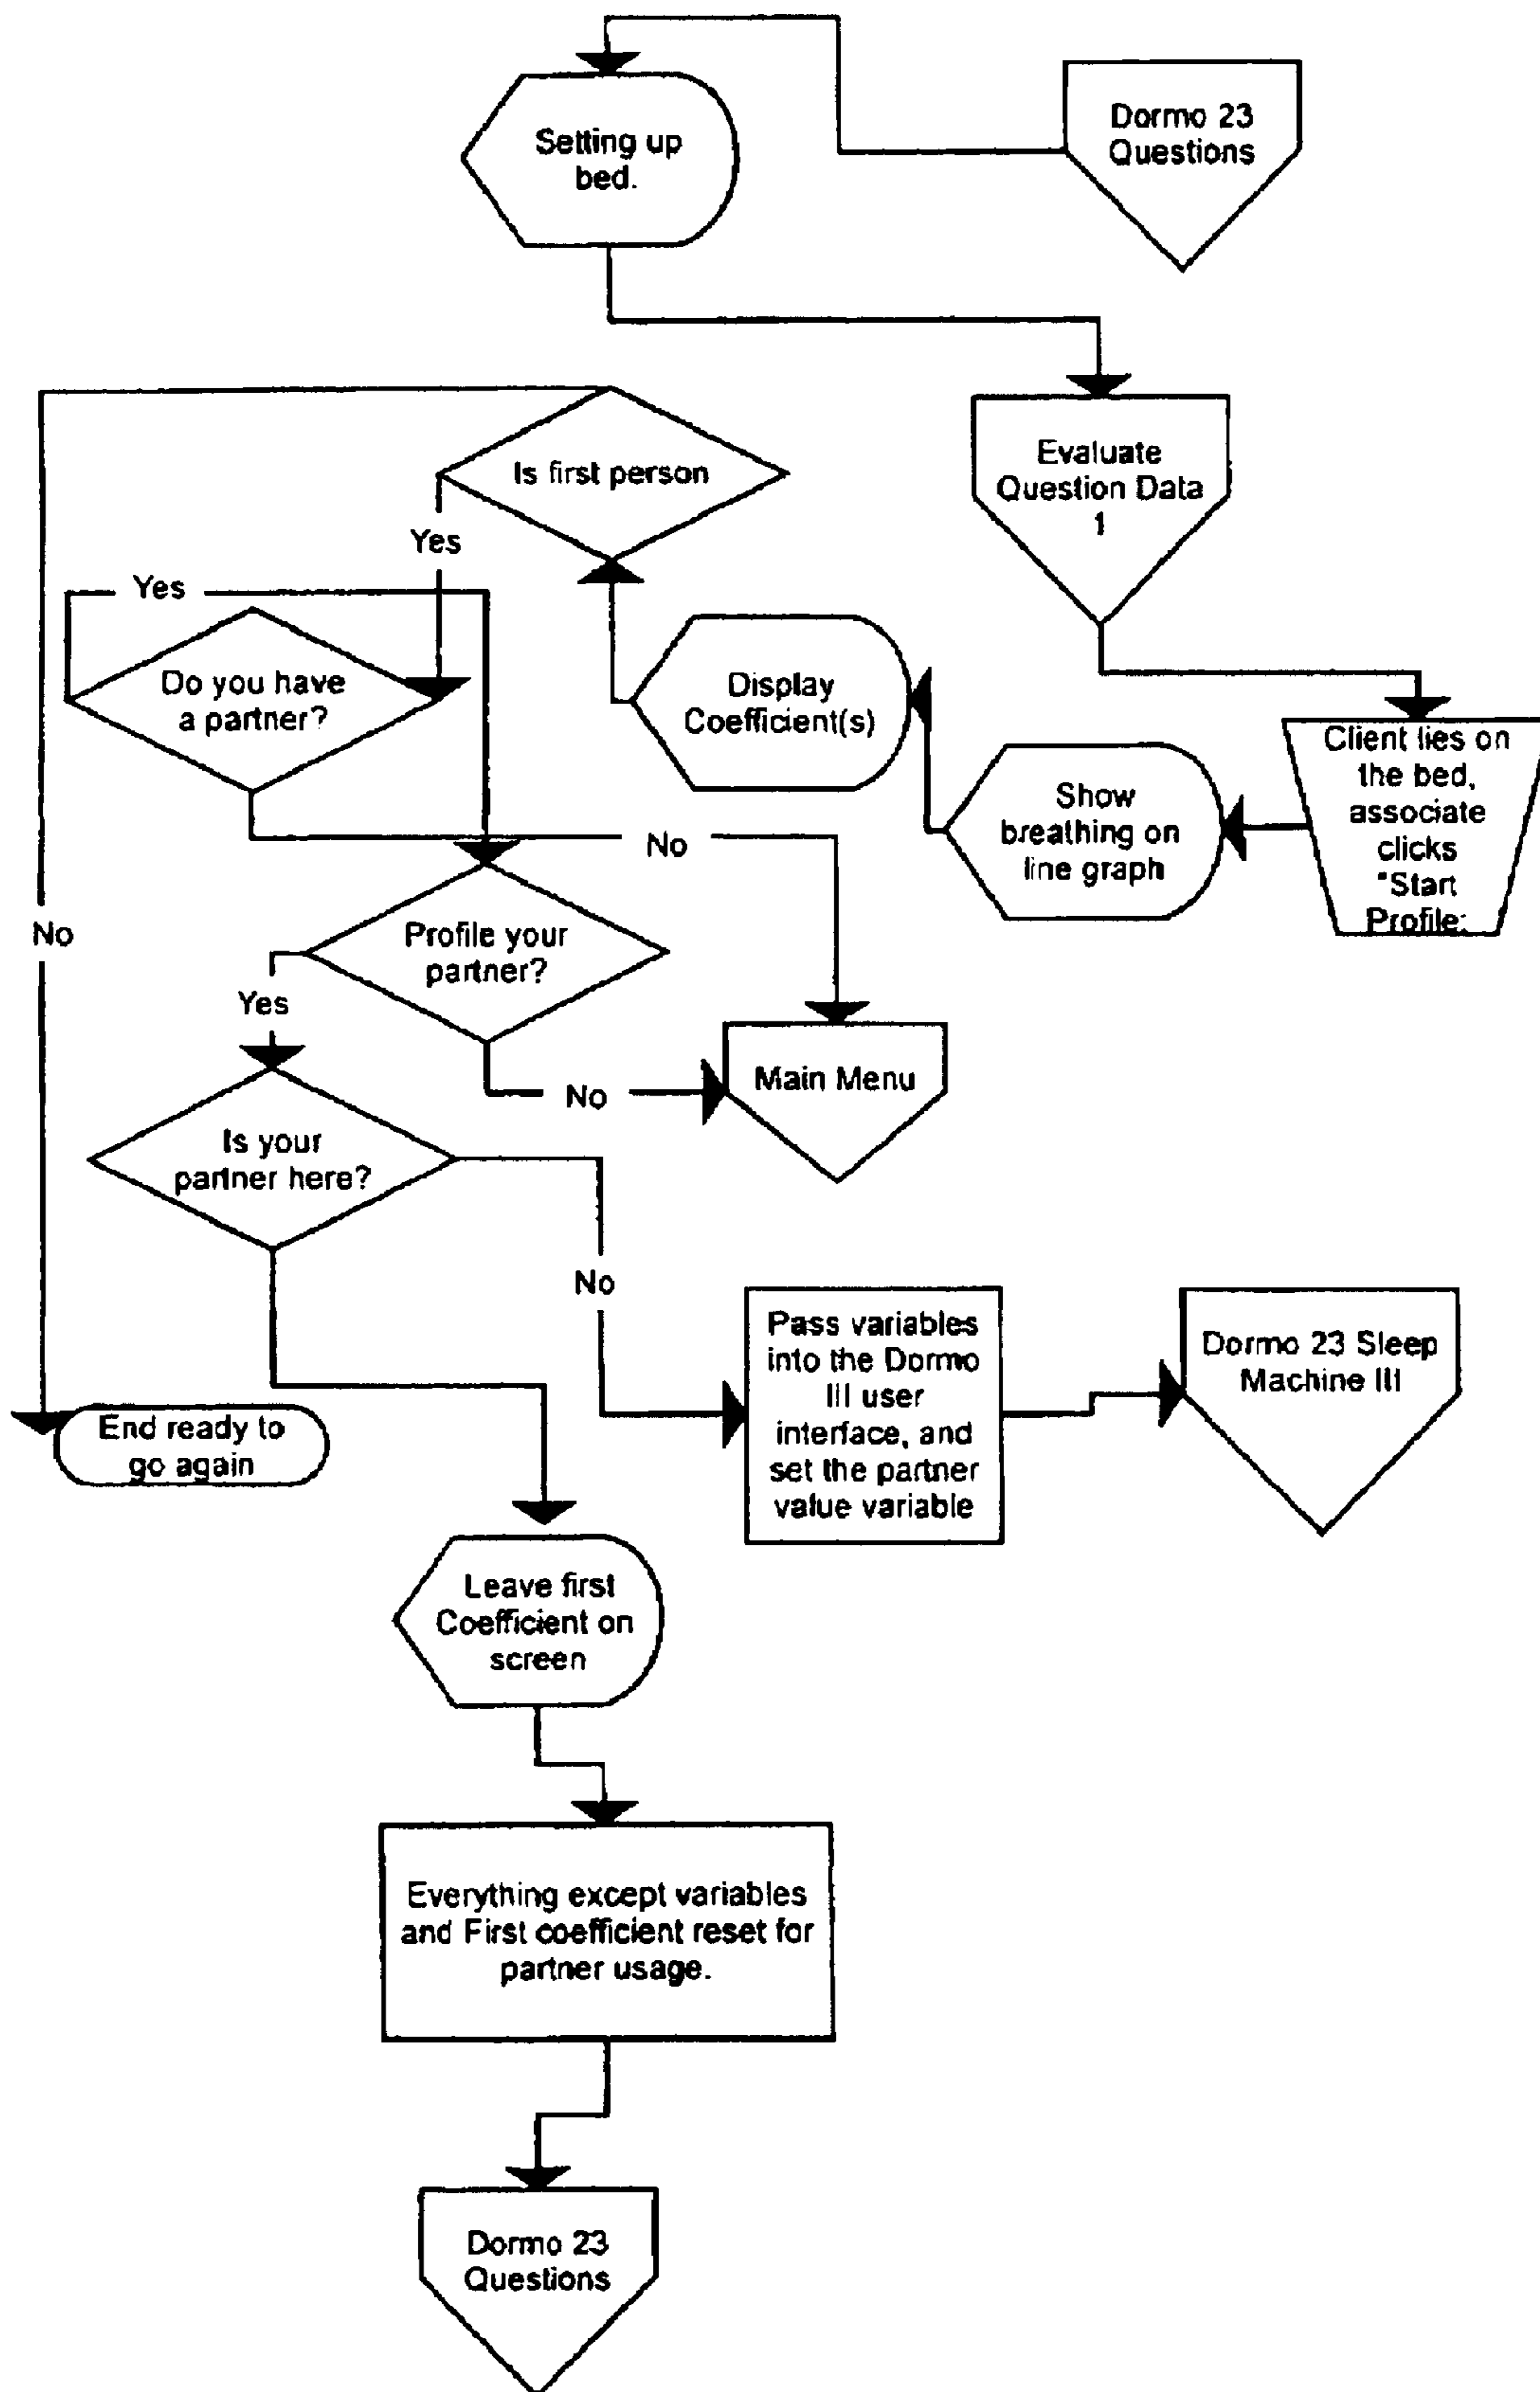 Dormo 23
Questions
Setting up
bed.
Evaluate
Question Data
1
Is first person
Yes
Yes
Do you have
a partner?
Display
Coefficient(s)
Client lies on
the bed,
associate
clicks
"Start
Profile:
Show
breathing on
line graph
No
No
Profile your
partner?
Yes
Main Menu
No
Is your
partner here?
No
Pass variables
into the Dormo
III user
interface, and
set the partner
value variable
Dormo 23 Sleep
Machine III
End ready to
go again
Leave first
Coefficient on
screen
Everything except variables
and First coefficient reset for
partner usage.
Dormo 23
Questions